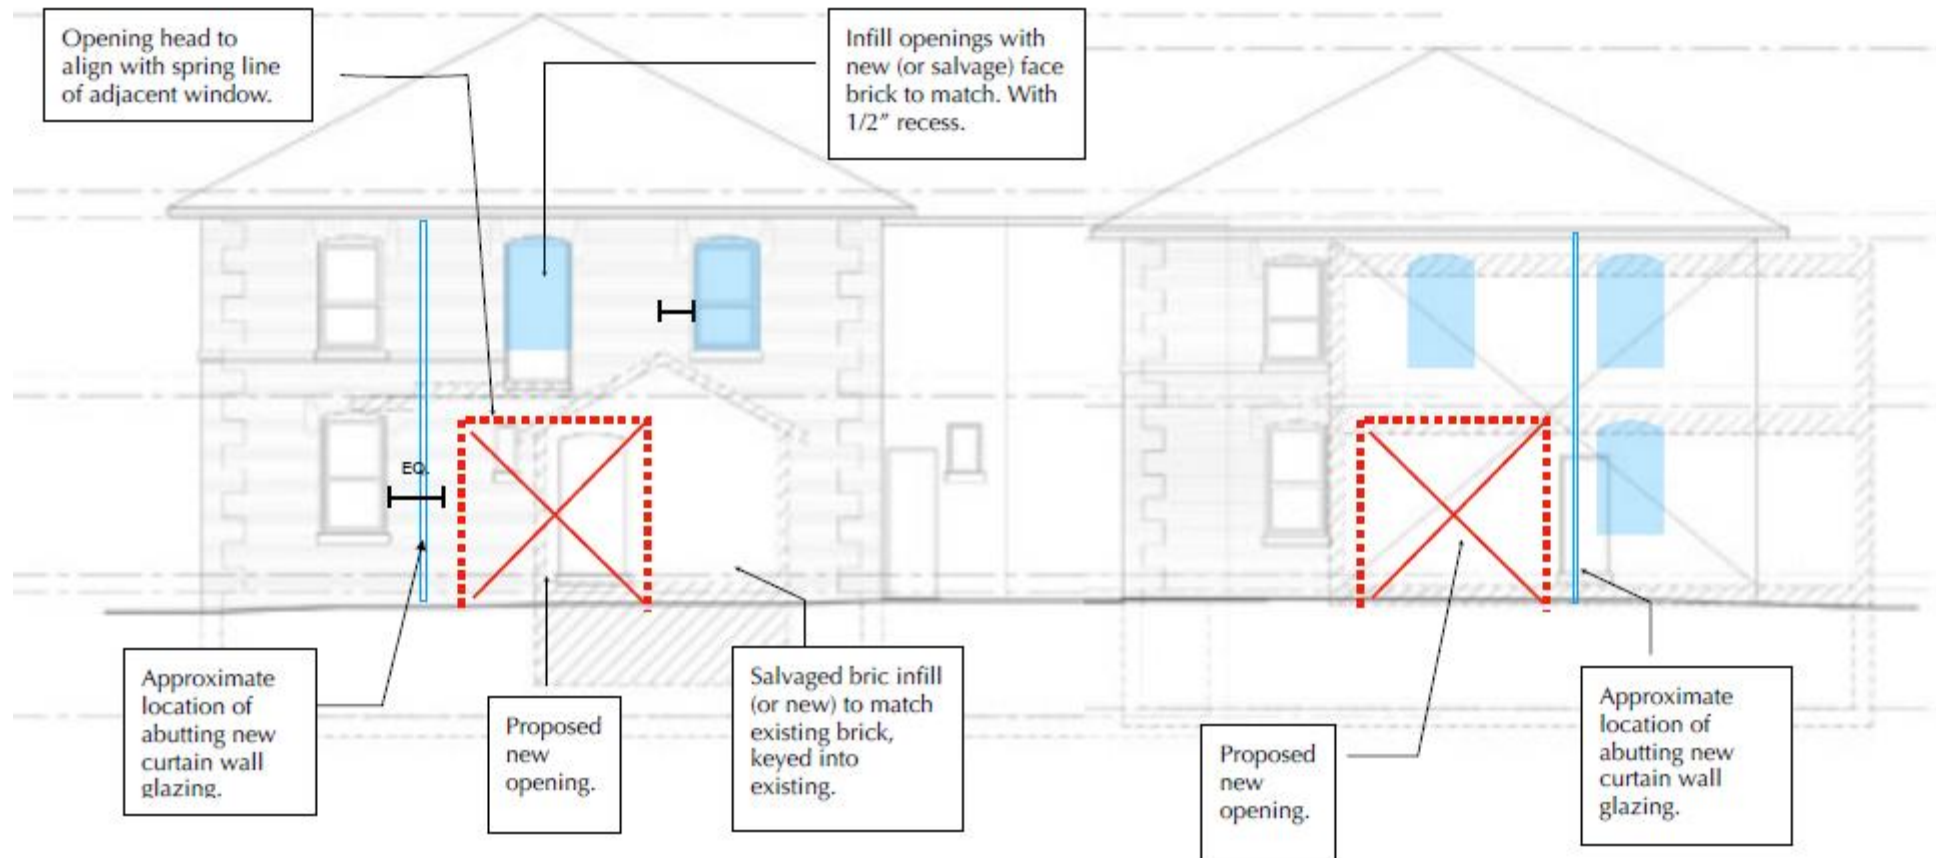 Opening head to
align with spring line
of adjacent window.
Infill openings with
new (or salvage) face
brick to match. With
1/2" recess.
EQ.
Approximate
location of
abutting new
curtain wall
glazing.
Proposed
new
opening.
Salvaged bric infill
(or new) to match
existing brick,
keyed into
existing.
Proposed
new
opening.
Approximate
location of
abutting new
curtain wall
glazing.